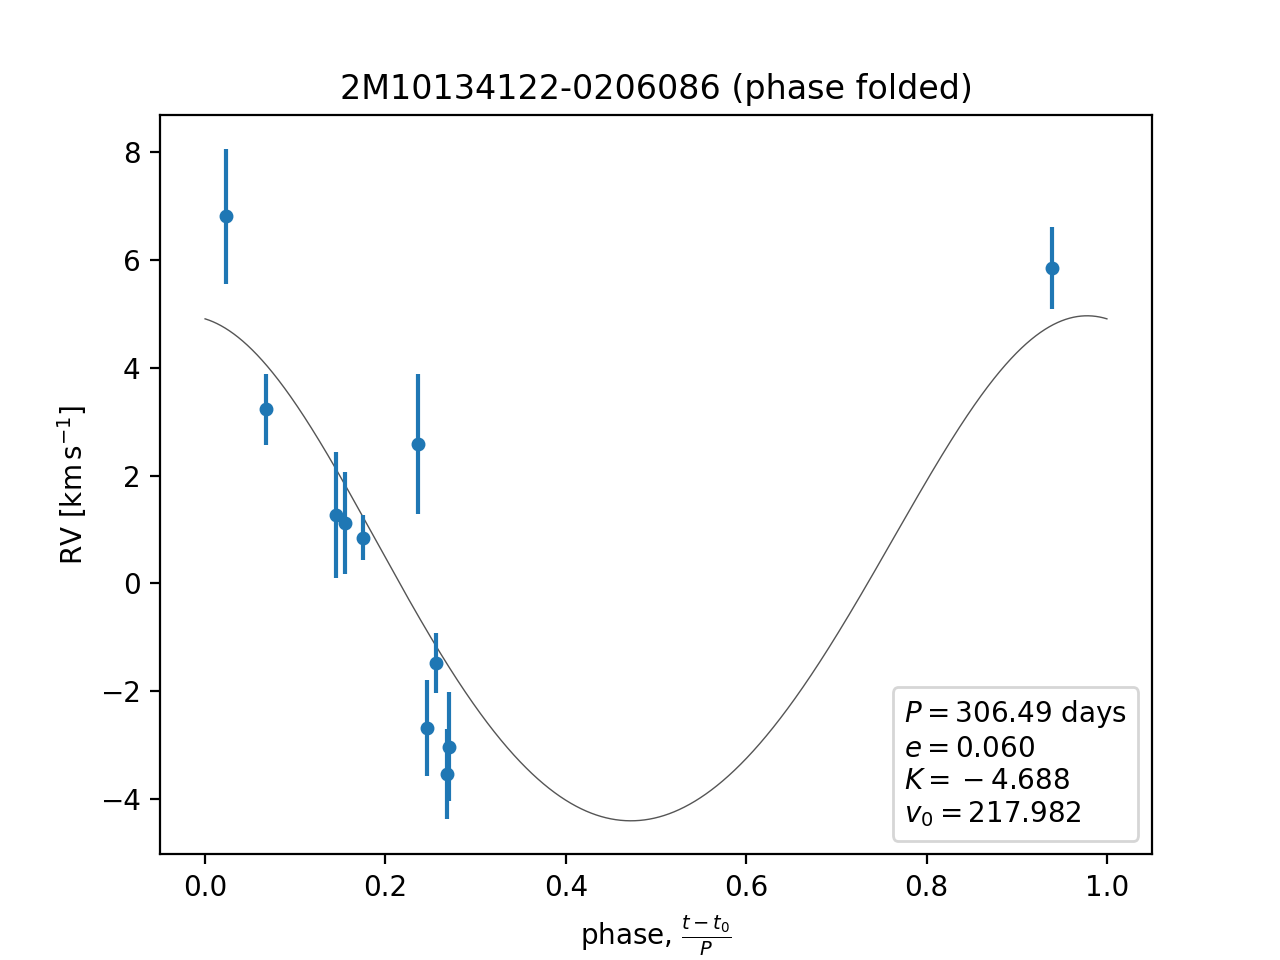 2M10134122-0206086 (phase folded)
8
6
4
2
0
−2
−4
RV [km s⁻¹]
P = 306.49 days
e = 0.060
K = −4.688
v₀ = 217.982
0.0 0.2 0.4 0.6 0.8 1.0
phase, (t − t₀)/P